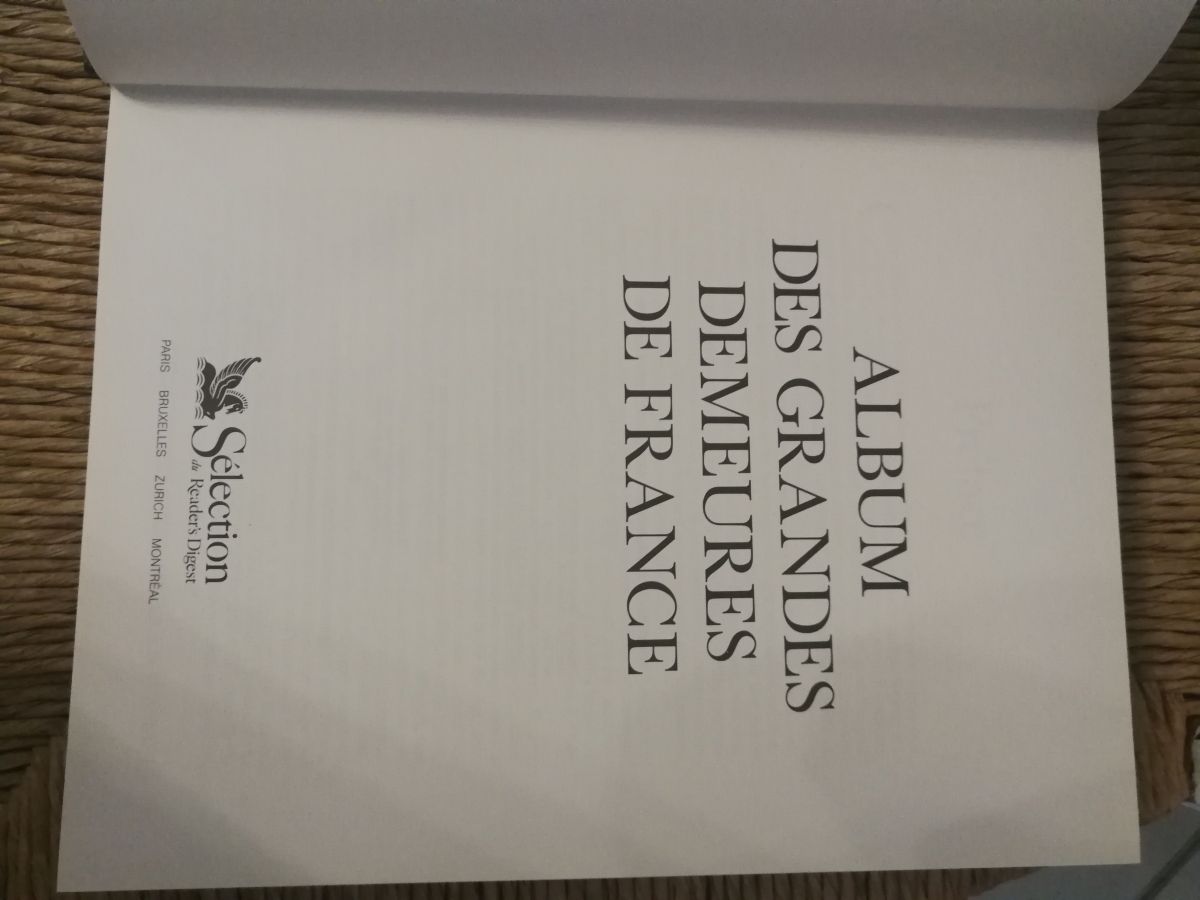 ALBUM
DES GRANDES
DEMEURES
DE FRANCE
Sélection
du Reader's Digest
PARIS BRUXELLES ZURICH MONTRÉAL